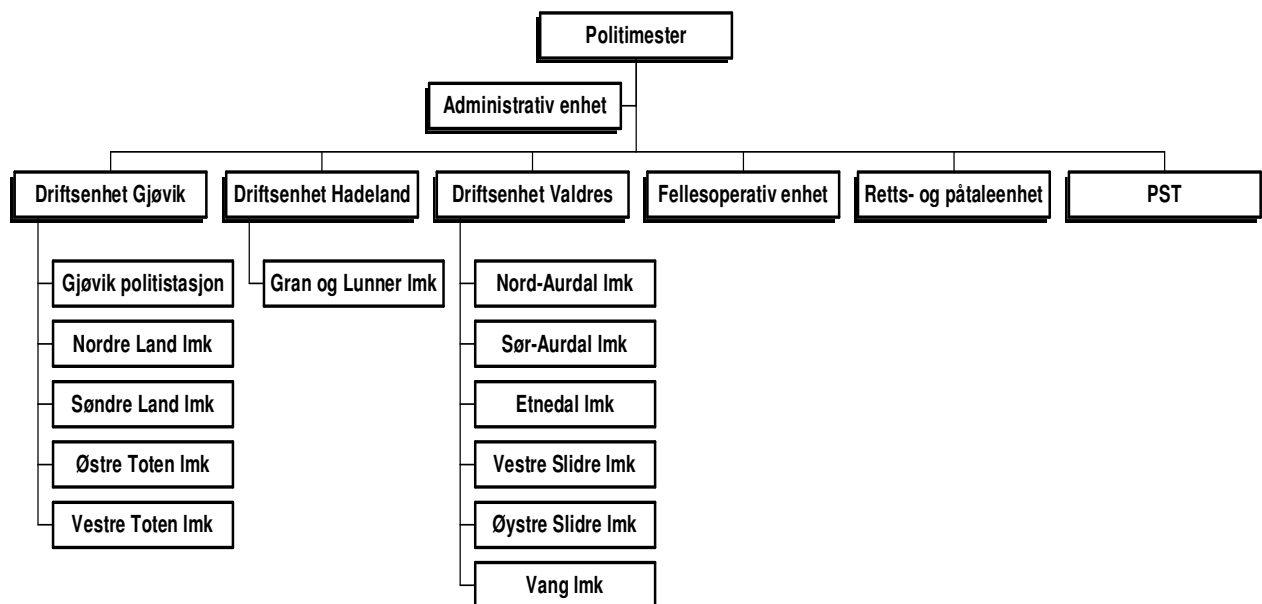 Politimester
Administrativ enhet
Driftsenhet Gjøvik
Driftsenhet Hadeland
Driftsenhet Valdres
Fellesoperativ enhet
Retts- og påtaleenhet
PST
Gjøvik politistasjon
Nordre Land lmk
Søndre Land lmk
Østre Toten lmk
Vestre Toten lmk
Gran og Lunner lmk
Nord-Aurdal lmk
Sør-Aurdal lmk
Etnedal lmk
Vestre Slidre lmk
Øystre Slidre lmk
Vang lmk